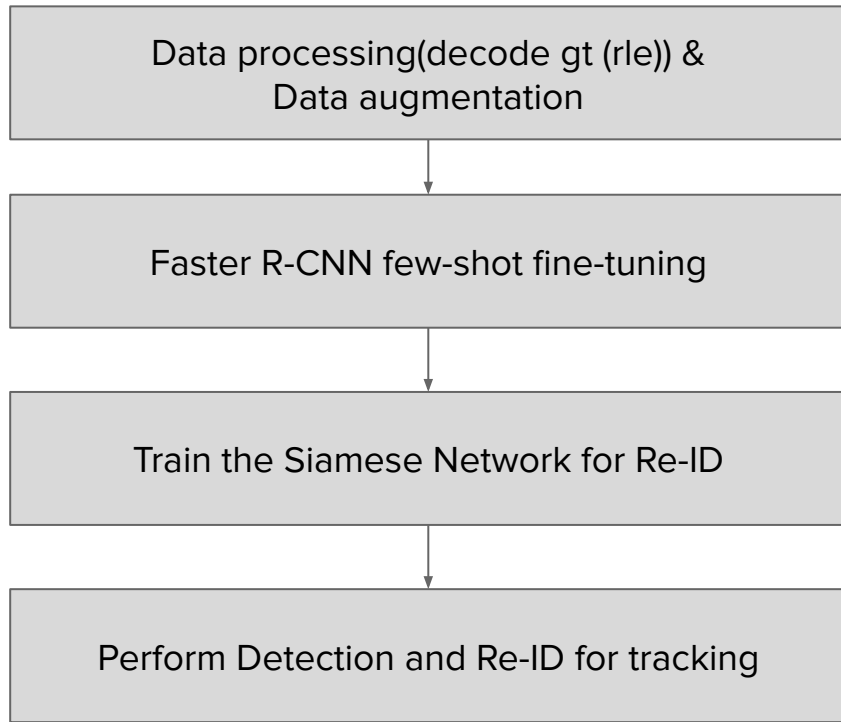 Data processing(decode gt (rle)) &
Data augmentation
Faster R-CNN few-shot fine-tuning
Train the Siamese Network for Re-ID
Perform Detection and Re-ID for tracking